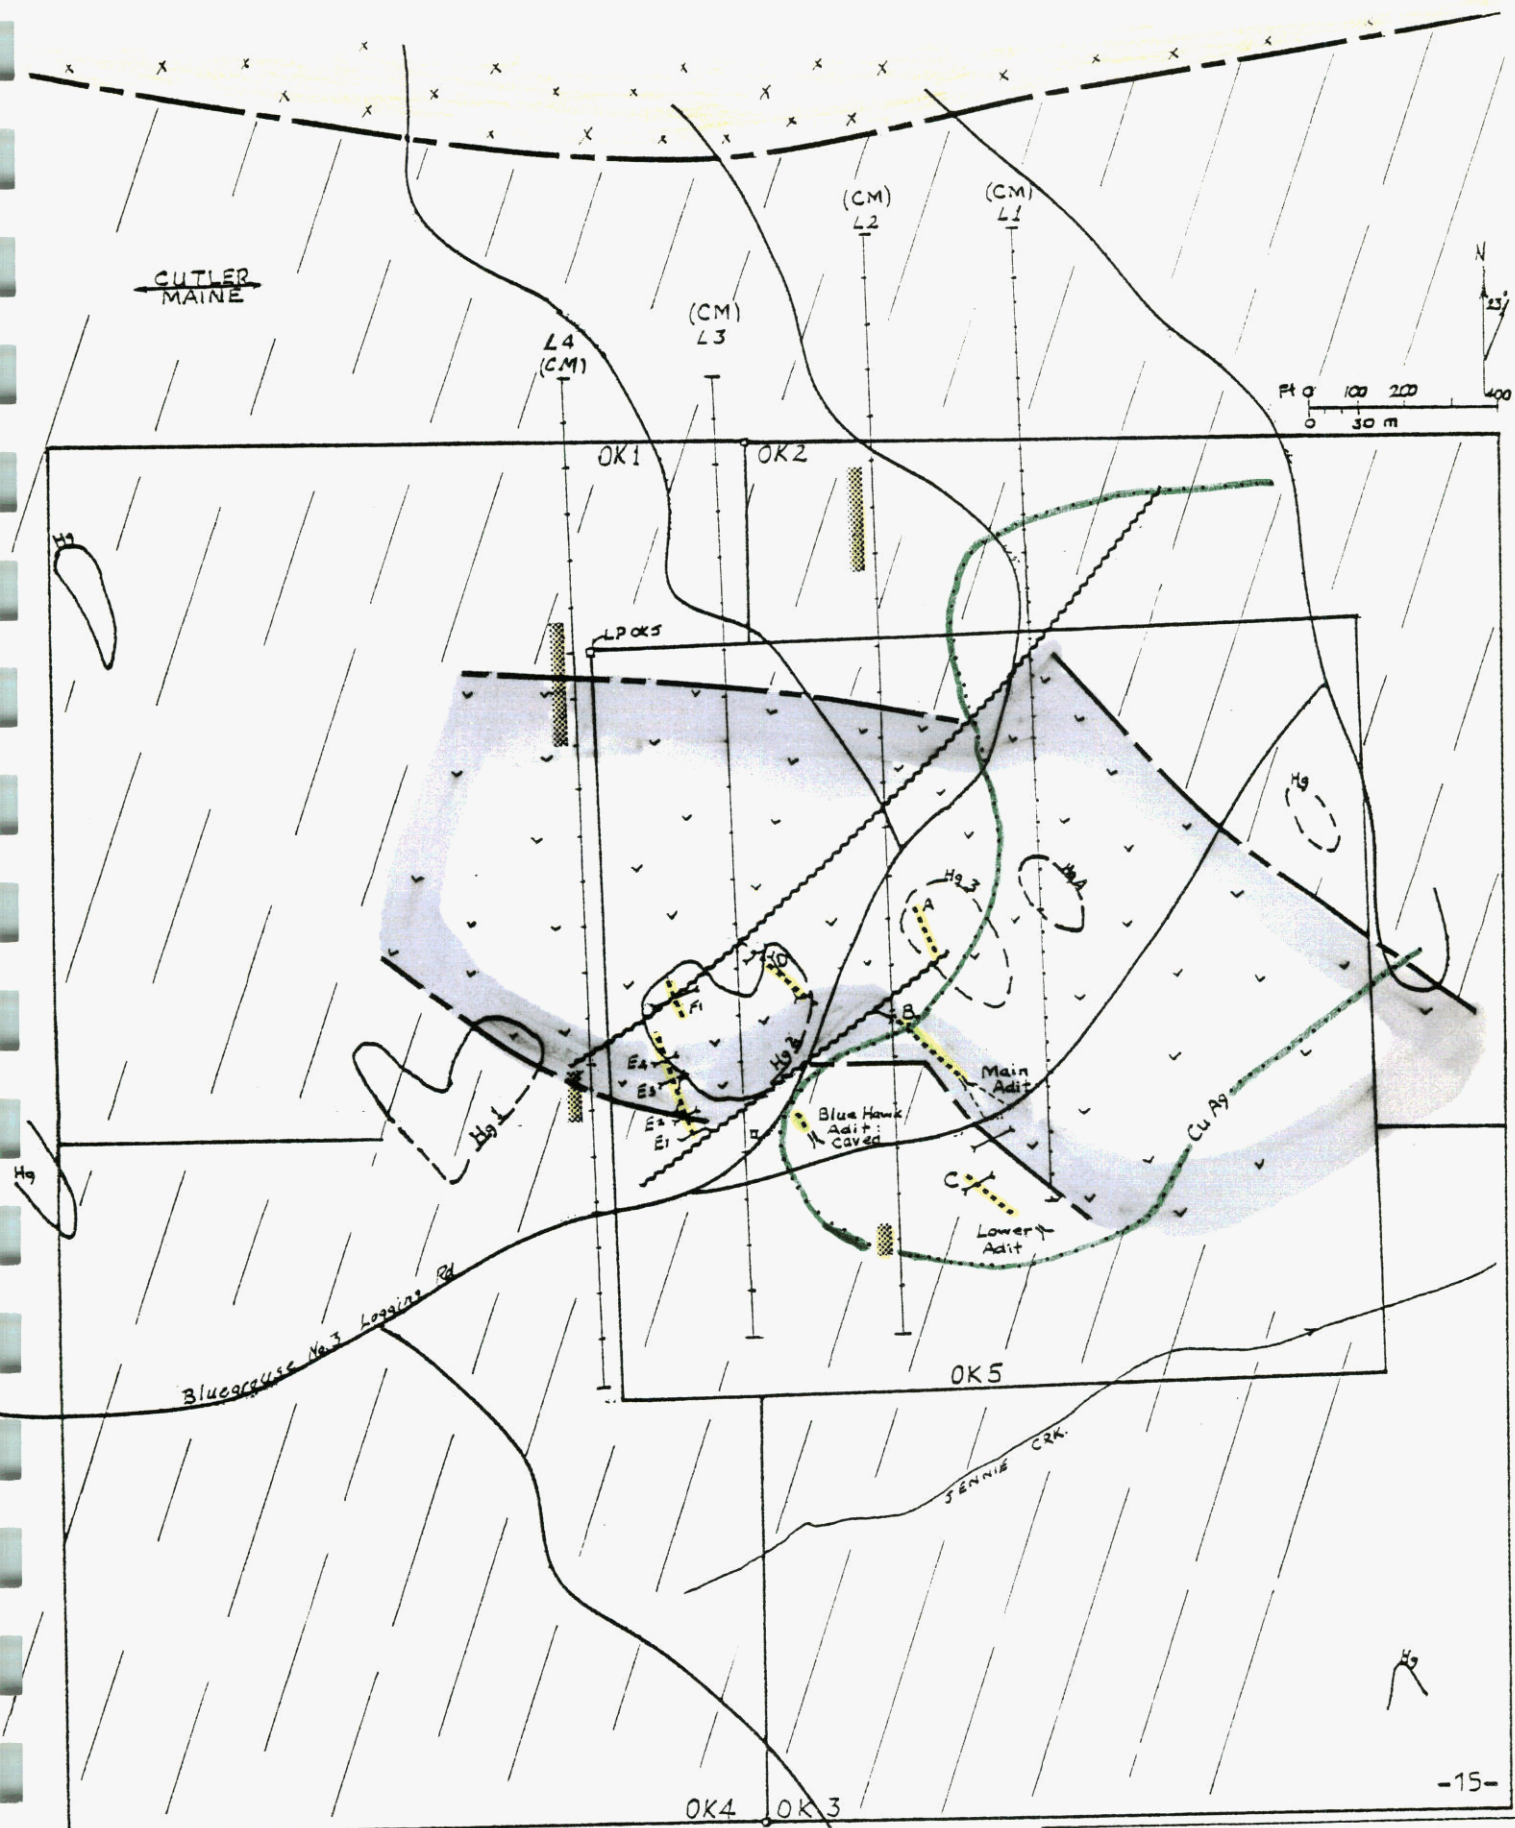 (CM)
L2
(CM)
L1
CUTLER
MAINE
N
23°
(CM)
L3
L4
(CM)
Ft 0 100 200 400
0 30 m
OK1
OK2
Hg
LP OK5
Hg
Hg 3
Hg 4
A
D
F1
B
E4
Hg 2
E3
Main
Adit
Blue Hawk
Adit:
Caved
E2
E1
Hg 1
Cu Ag
Hg
C
Lower
Adit
Bluegrouse No.3 Logging Rd
OK5
JENNIE CRK.
Hg
-15-
OK4
OK3